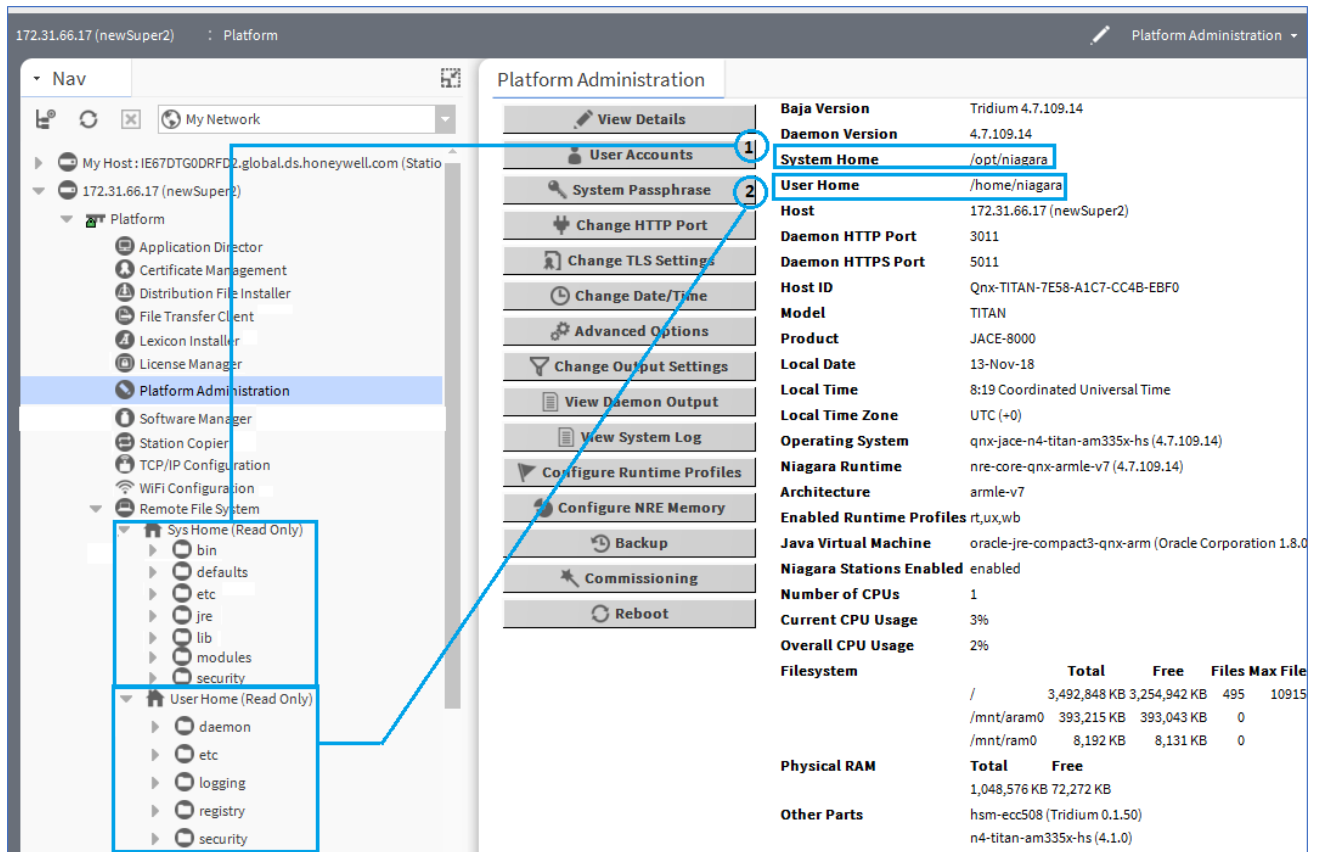 172.31.66.17 (newSuper2) : Platform
Platform Administration
Nav
My Network
My Host : IE67DTG0DRFD2.global.ds.honeywell.com (Statio
172.31.66.17 (newSuper2)
Platform
Application Director
Certificate Management
Distribution File Installer
File Transfer Client
Lexicon Installer
License Manager
Platform Administration
Software Manager
Station Copier
TCP/IP Configuration
WiFi Configuration
Remote File System
Sys Home (Read Only)
bin
defaults
etc
jre
lib
modules
security
User Home (Read Only)
daemon
etc
logging
registry
security
Platform Administration
View Details
User Accounts
System Passphrase
Change HTTP Port
Change TLS Settings
Change Date/Time
Advanced Options
Change Output Settings
View Daemon Output
View System Log
Configure Runtime Profiles
Configure NRE Memory
Backup
Commissioning
Reboot
1
2
Baja Version Tridium 4.7.109.14
Daemon Version 4.7.109.14
System Home /opt/niagara
User Home /home/niagara
Host 172.31.66.17 (newSuper2)
Daemon HTTP Port 3011
Daemon HTTPS Port 5011
Host ID Qnx-TITAN-7E58-A1C7-CC4B-EBF0
Model TITAN
Product JACE-8000
Local Date 13-Nov-18
Local Time 8:19 Coordinated Universal Time
Local Time Zone UTC (+0)
Operating System qnx-jace-n4-titan-am335x-hs (4.7.109.14)
Niagara Runtime nre-core-qnx-armle-v7 (4.7.109.14)
Architecture armle-v7
Enabled Runtime Profiles rt,ux,wb
Java Virtual Machine oracle-jre-compact3-qnx-arm (Oracle Corporation 1.8.0
Niagara Stations Enabled enabled
Number of CPUs 1
Current CPU Usage 3%
Overall CPU Usage 2%
Filesystem Total Free Files Max File
/ 3,492,848 KB 3,254,942 KB 495 10915
/mnt/aram0 393,215 KB 393,043 KB 0
/mnt/ram0 8,192 KB 8,131 KB 0
Physical RAM Total Free
1,048,576 KB 72,272 KB
Other Parts hsm-ecc508 (Tridium 0.1.50)
n4-titan-am335x-hs (4.1.0)